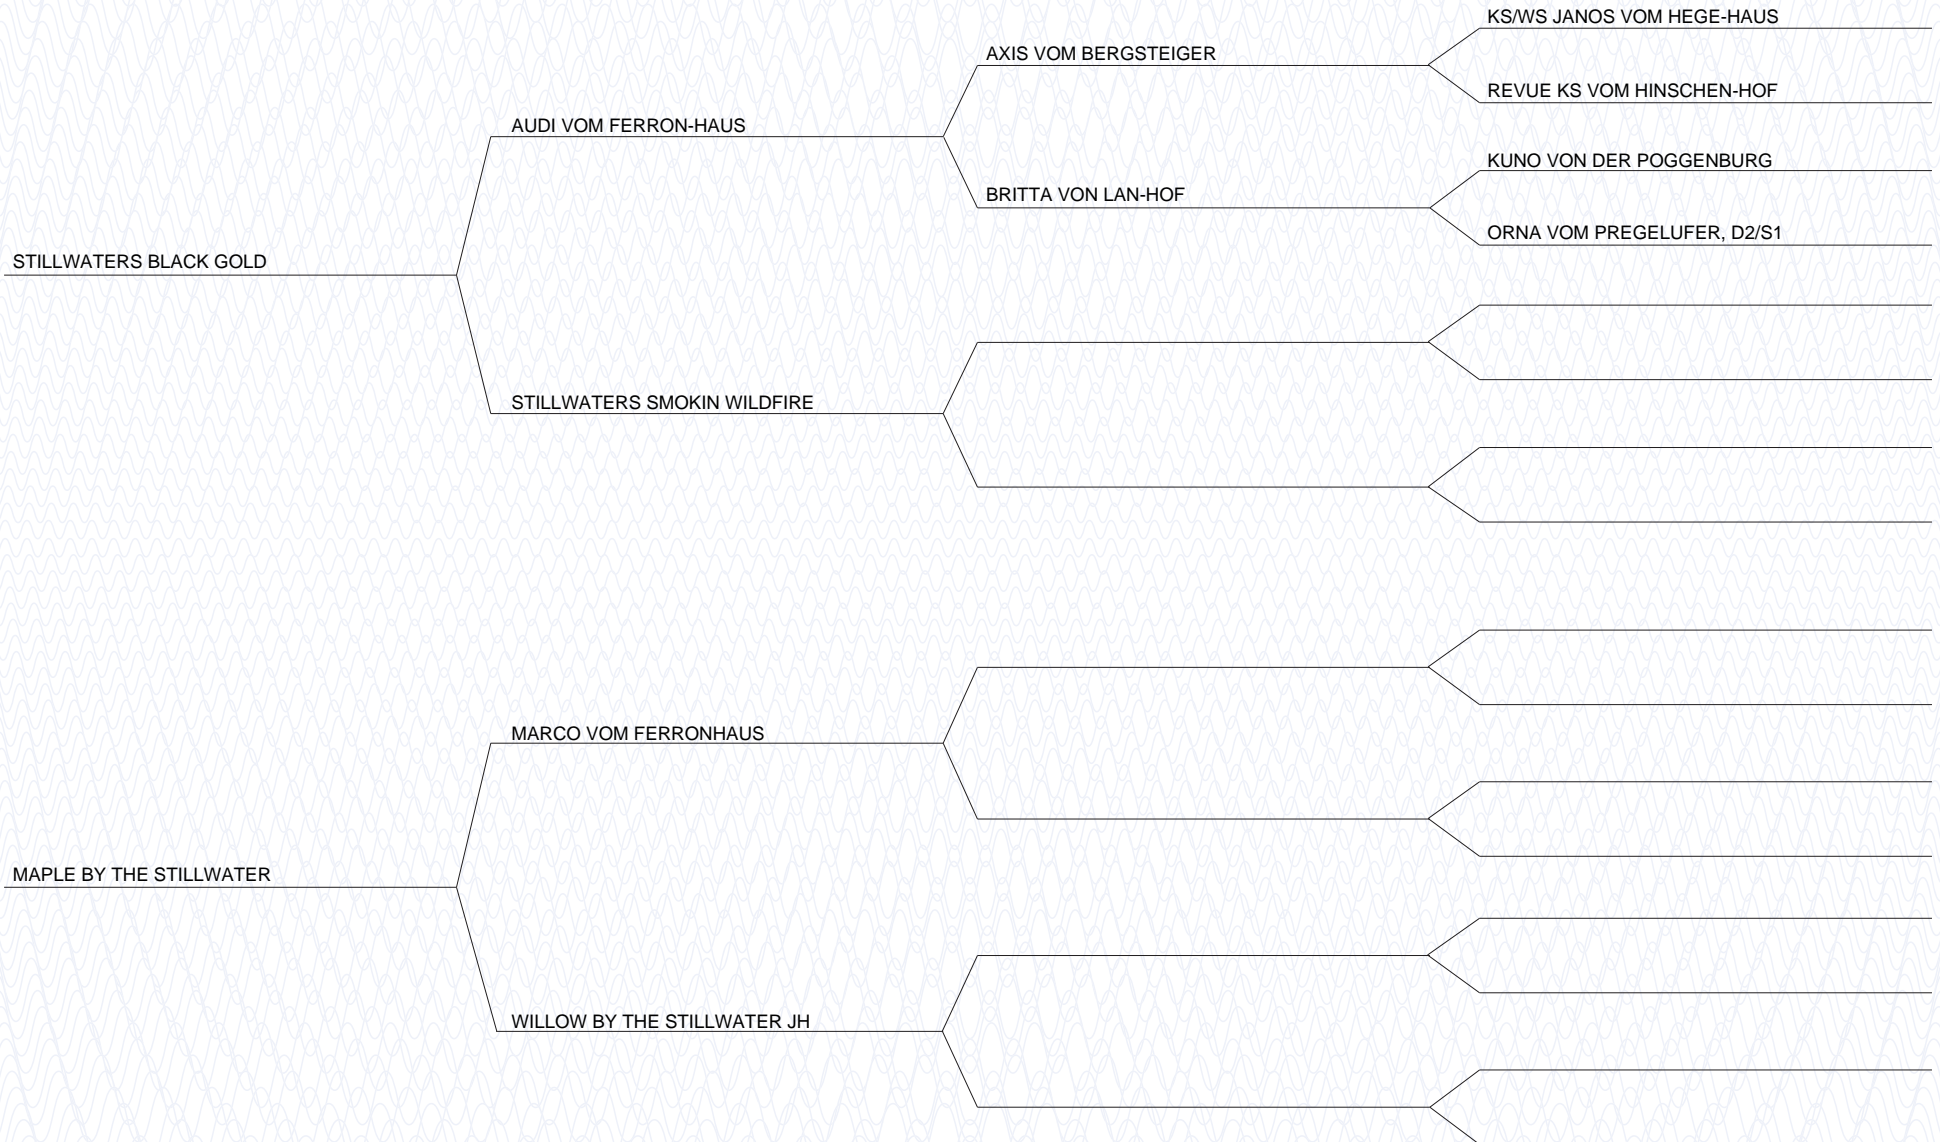 KS/WS JANOS VOM HEGE-HAUS
AXIS VOM BERGSTEIGER
REVUE KS VOM HINSCHEN-HOF
AUDI VOM FERRON-HAUS
KUNO VON DER POGGENBURG
BRITTA VON LAN-HOF
ORNA VOM PREGELUFER, D2/S1
STILLWATERS BLACK GOLD
STILLWATERS SMOKIN WILDFIRE
MARCO VOM FERRONHAUS
MAPLE BY THE STILLWATER
WILLOW BY THE STILLWATER JH